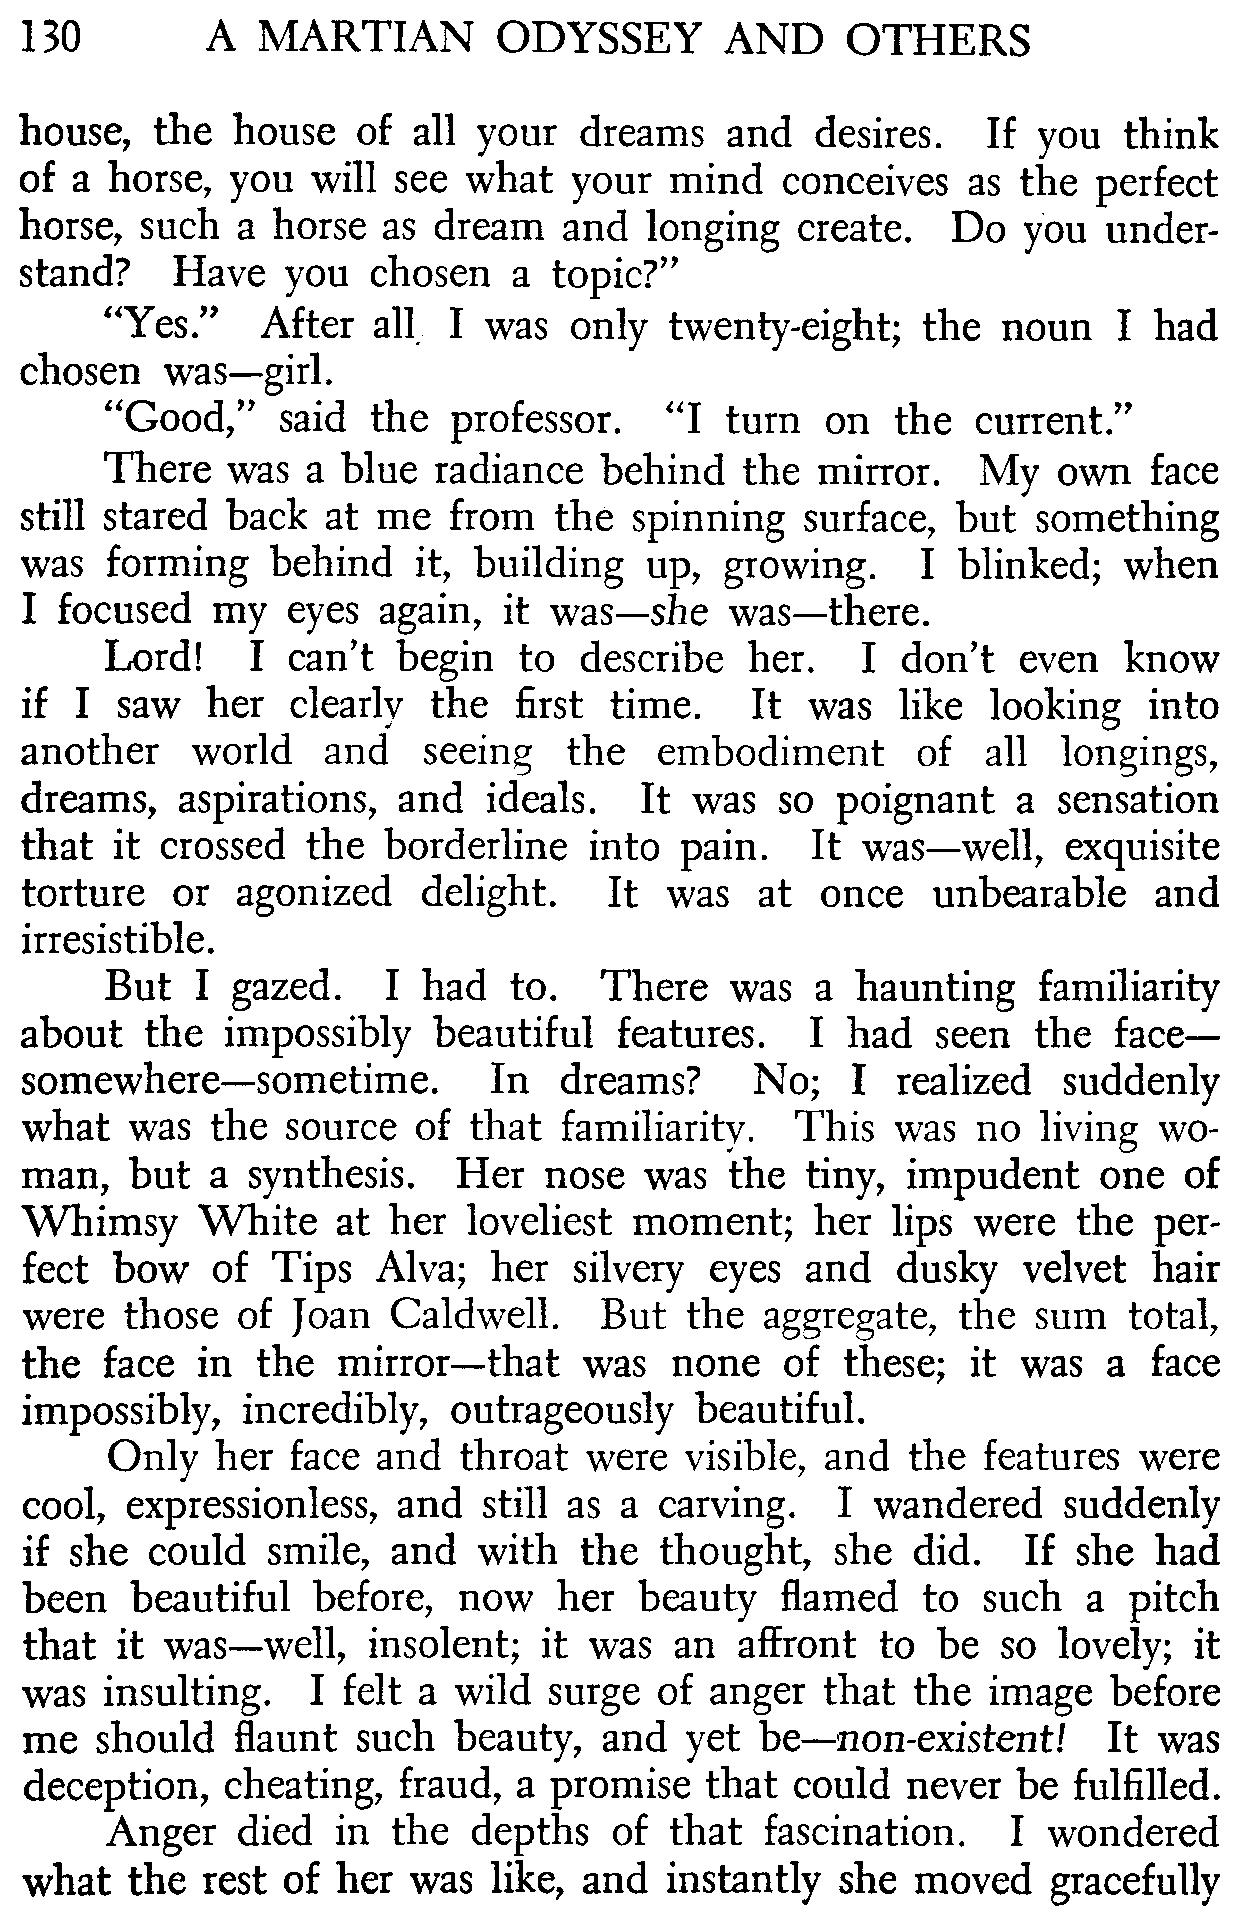 130 A MARTIAN ODYSSEY AND OTHERS
house, the house of all your dreams and desires. If you think
of a horse, you will see what your mind conceives as the perfect
horse, such a horse as dream and longing create. Do you under-
stand? Have you chosen a topic?"
"Yes." After all I was only twenty-eight; the noun I had
chosen was—girl.
"Good," said the professor. "I turn on the current."
There was a blue radiance behind the mirror. My own face
still stared back at me from the spinning surface, but something
was forming behind it, building up, growing. I blinked; when
I focused my eyes again, it was—she was—there.
Lord! I can't begin to describe her. I don't even know
if I saw her clearly the first time. It was like looking into
another world and seeing the embodiment of all longings,
dreams, aspirations, and ideals. It was so poignant a sensation
that it crossed the borderline into pain. It was—well, exquisite
torture or agonized delight. It was at once unbearable and
irresistible.
But I gazed. I had to. There was a haunting familiarity
about the impossibly beautiful features. I had seen the face—
somewhere—sometime. In dreams? No; I realized suddenly
what was the source of that familiarity. This was no living wo-
man, but a synthesis. Her nose was the tiny, impudent one of
Whimsy White at her loveliest moment; her lips were the per-
fect bow of Tips Alva; her silvery eyes and dusky velvet hair
were those of Joan Caldwell. But the aggregate, the sum total,
the face in the mirror—that was none of these; it was a face
impossibly, incredibly, outrageously beautiful.
Only her face and throat were visible, and the features were
cool, expressionless, and still as a carving. I wandered suddenly
if she could smile, and with the thought, she did. If she had
been beautiful before, now her beauty flamed to such a pitch
that it was—well, insolent; it was an affront to be so lovely; it
was insulting. I felt a wild surge of anger that the image before
me should flaunt such beauty, and yet be—non-existent! It was
deception, cheating, fraud, a promise that could never be fulfilled.
Anger died in the depths of that fascination. I wondered
what the rest of her was like, and instantly she moved gracefully